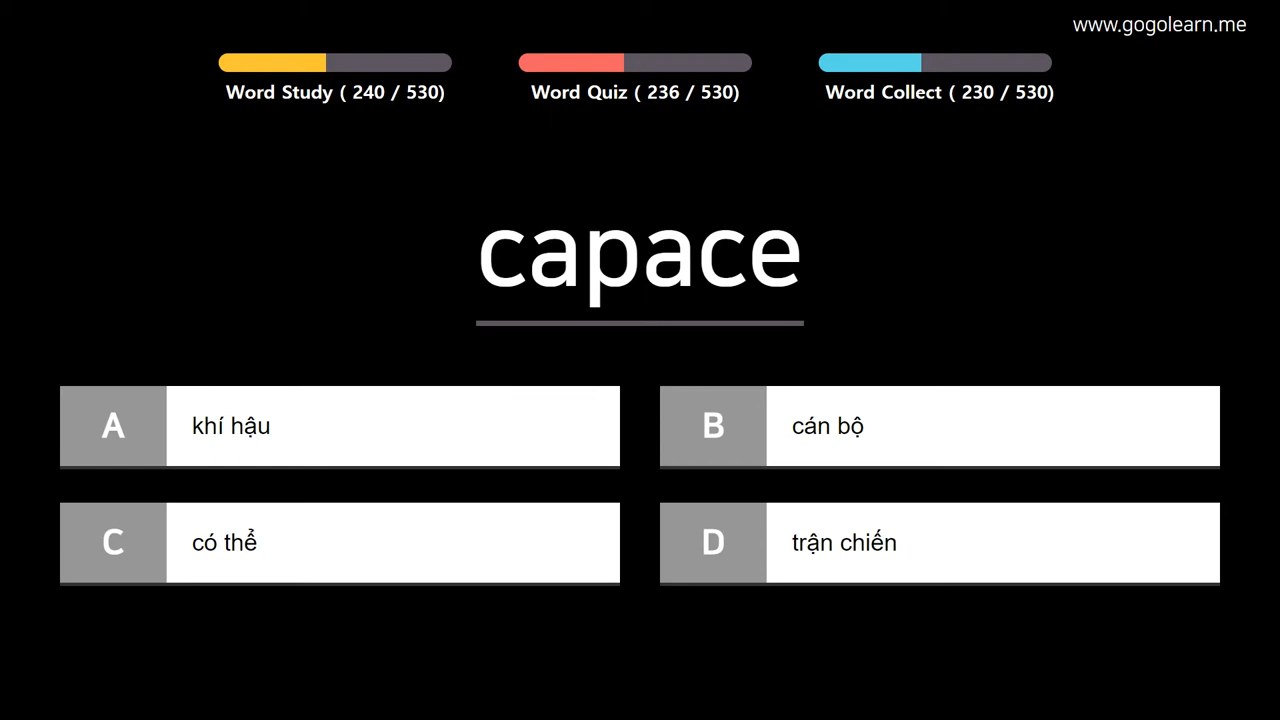 www.gogolearn.me
Word Study ( 240 / 530)
Word Quiz ( 236 / 530)
Word Collect ( 230 / 530)
capace
A khí hậu
B cán bộ
C có thể
D trận chiến